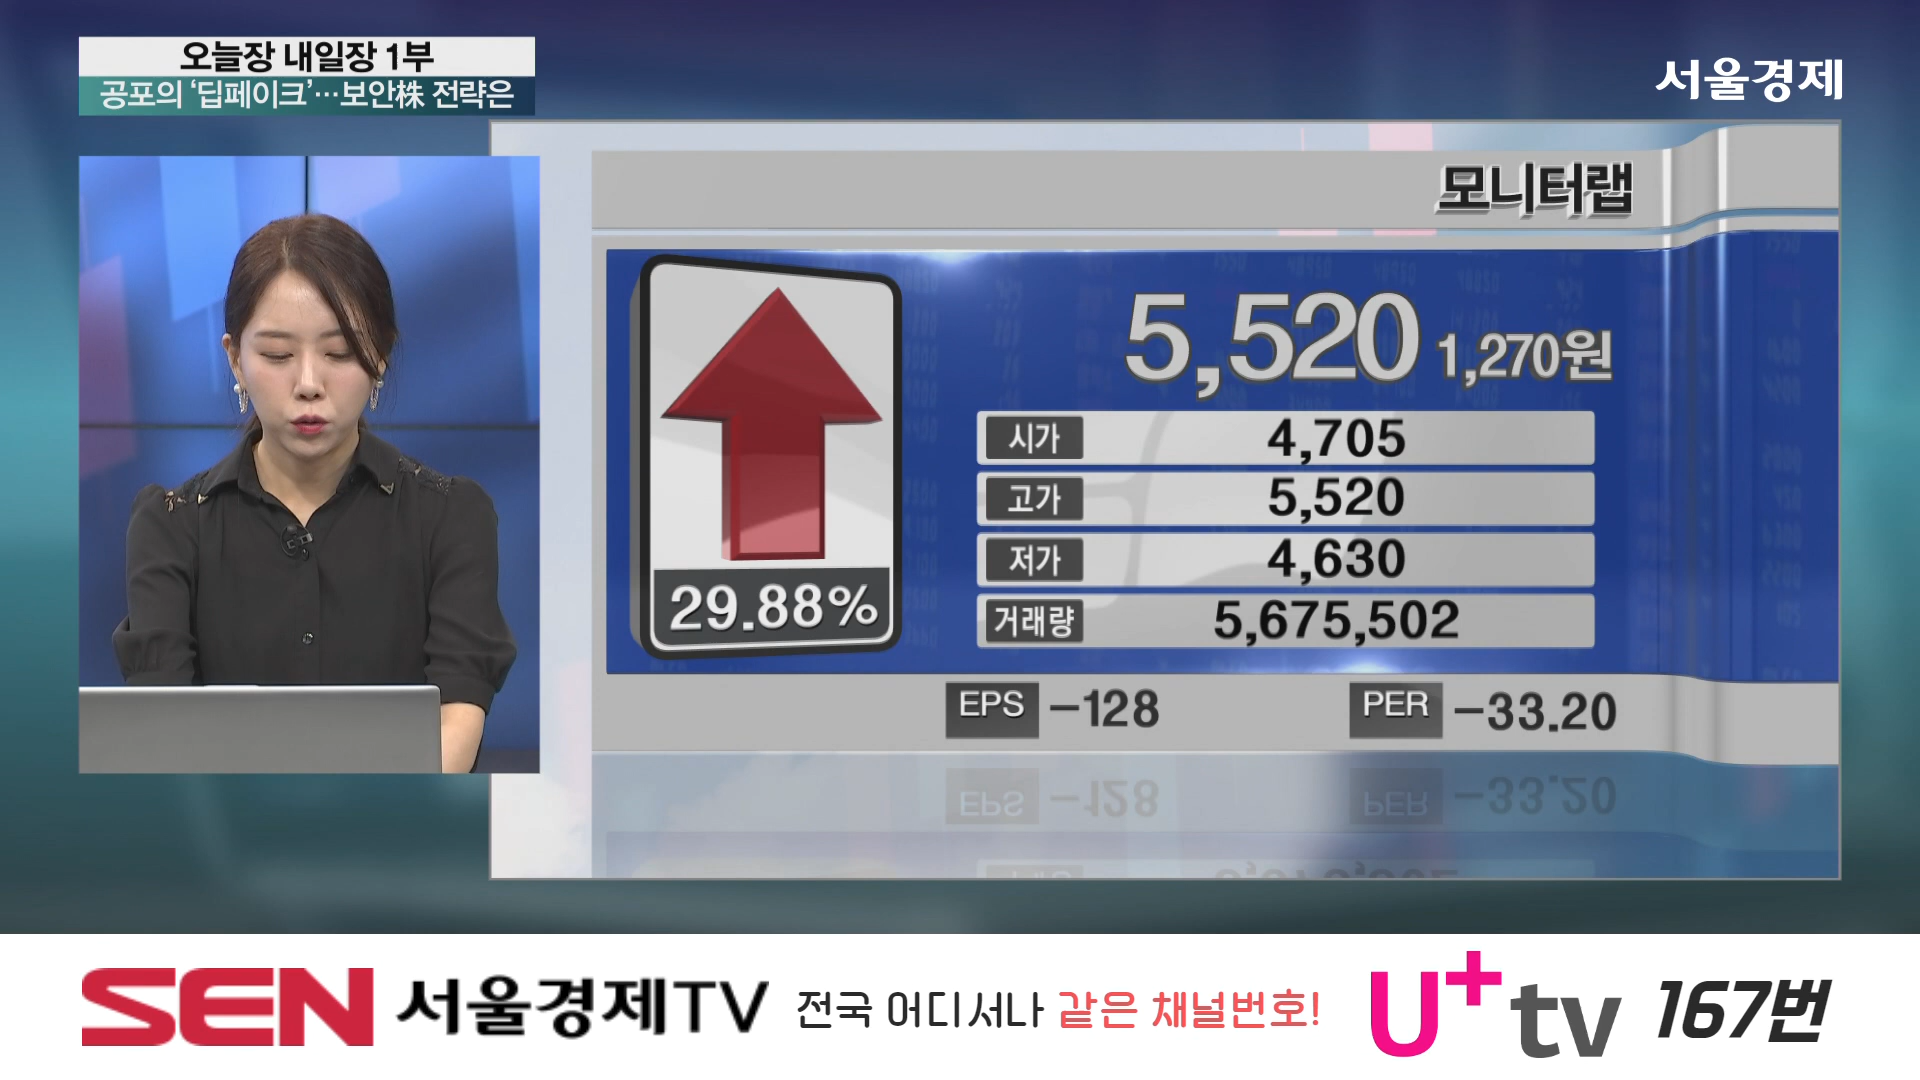 오늘장 내일장 1부
공포의 ‘딥페이크’…보안株 전략은
서울경제
모니터랩
5,520 1,270원
시가 4,705
고가 5,520
저가 4,630
거래량 5,675,502
29.88%
EPS -128 PER -33.20
SEN 서울경제TV 전국 어디서나 같은 채널번호! U+tv 167번